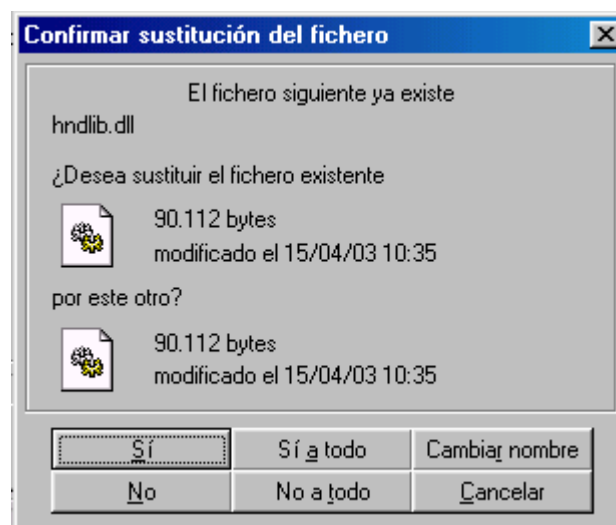 Confirmar sustitución del fichero
El fichero siguiente ya existe
hndlib.dll
¿Desea sustituir el fichero existente
90.112 bytes
modificado el 15/04/03 10:35
por este otro?
90.112 bytes
modificado el 15/04/03 10:35
Sí Sí a todo Cambiar nombre
No No a todo Cancelar